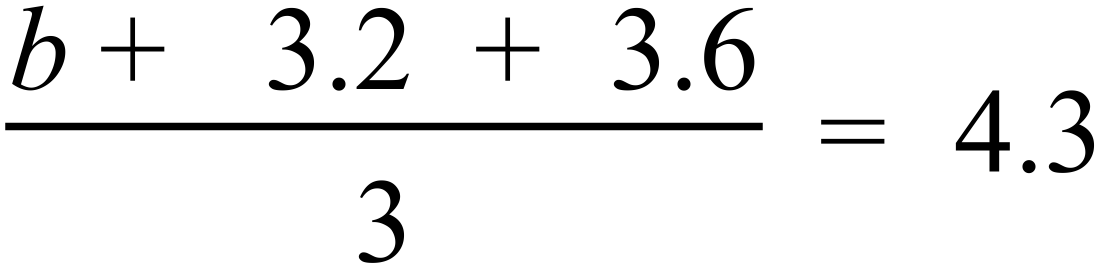 b + 3.2 + 3.6
3
= 4.3